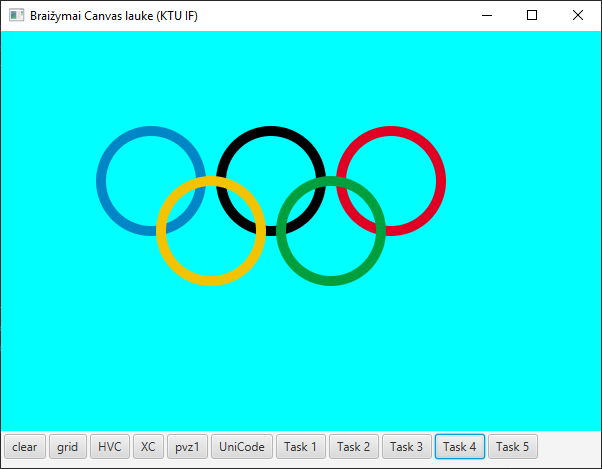 Braižymai Canvas lauke (KTU IF)
clear grid HVC XC pvz1 UniCode Task 1 Task 2 Task 3 Task 4 Task 5